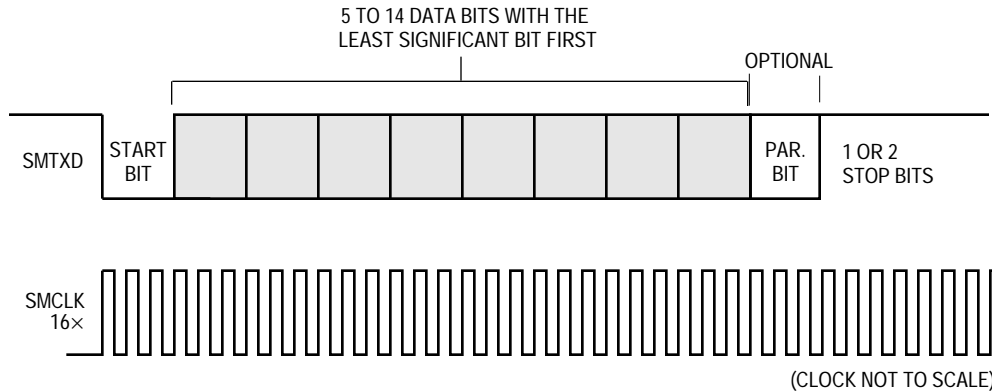 5 TO 14 DATA BITS WITH THE
LEAST SIGNIFICANT BIT FIRST
OPTIONAL
SMTXD
START
BIT
PAR.
BIT
1 OR 2
STOP BITS
SMCLK
16×
(CLOCK NOT TO SCALE)